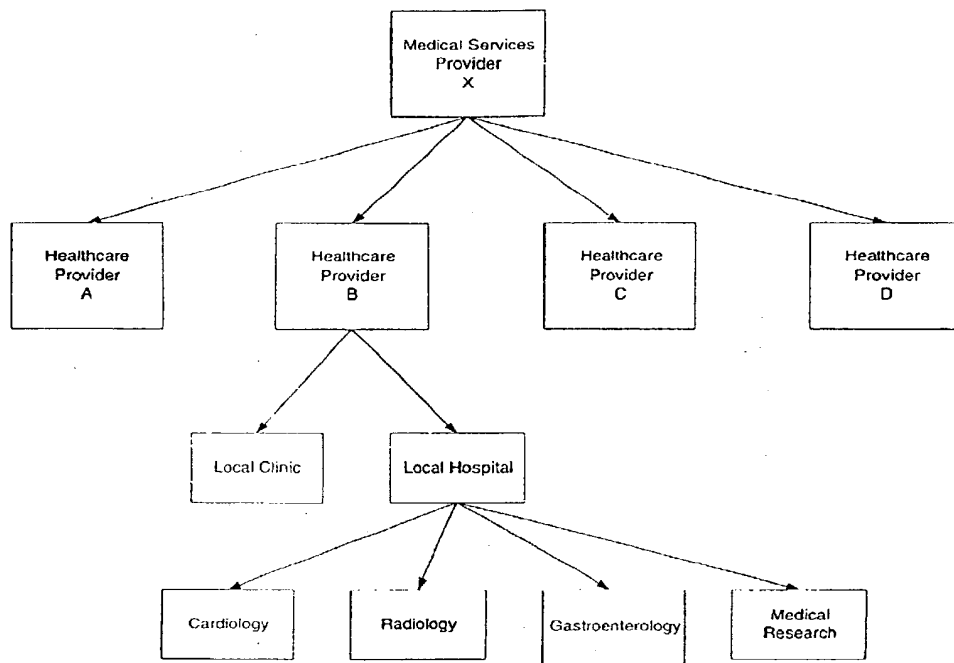 Medical Services
Provider
X
Healthcare
Provider
A
Healthcare
Provider
B
Healthcare
Provider
C
Healthcare
Provider
D
Local Clinic
Local Hospital
Cardiology
Radiology
Gastroenterology
Medical
Research